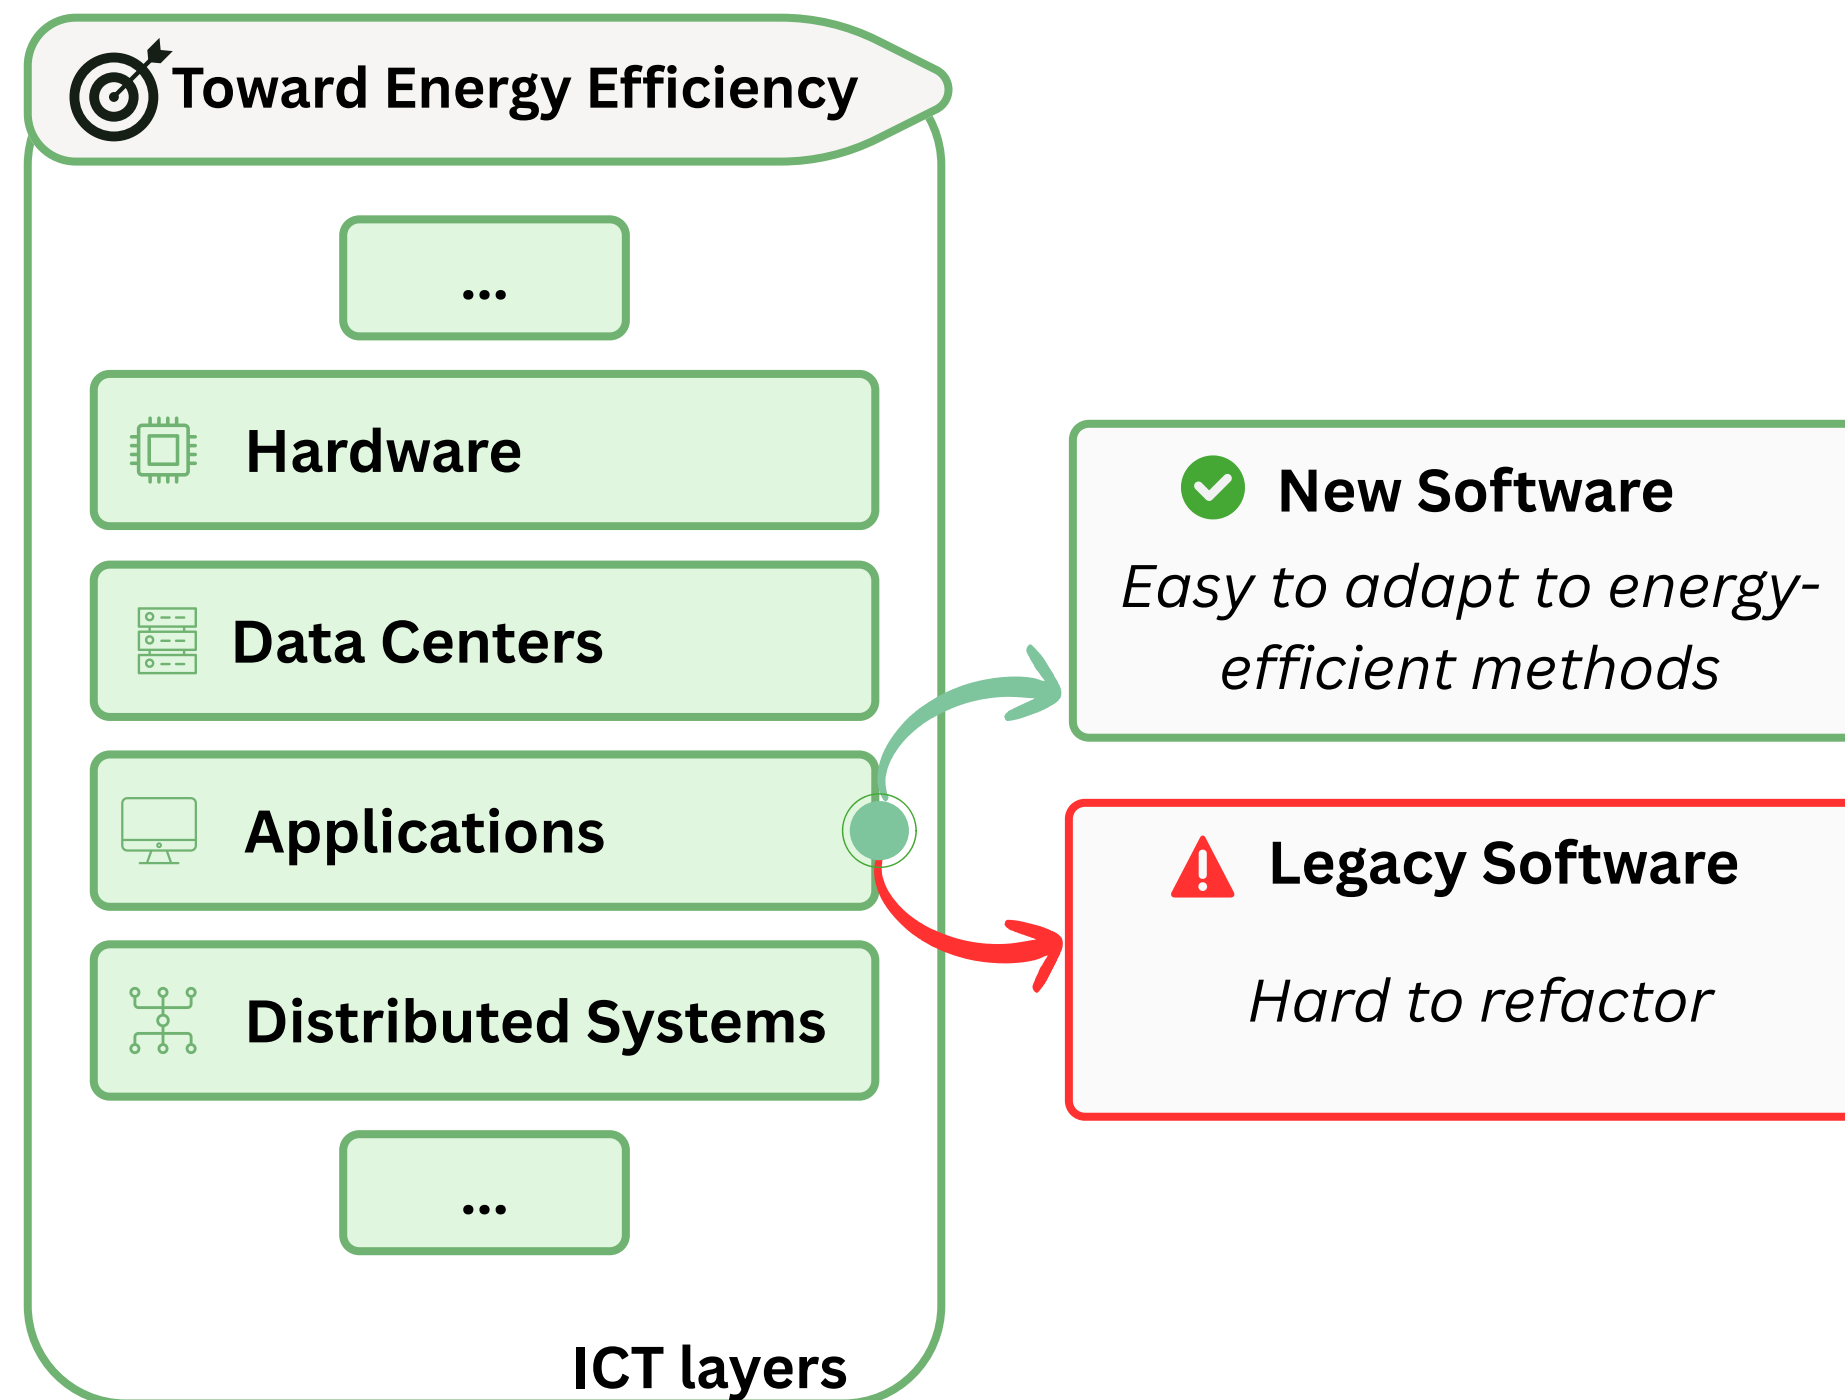 Toward Energy Efficiency
...
Hardware
Data Centers
Applications
Distributed Systems
...
ICT layers
New Software
Easy to adapt to energy-
efficient methods
Legacy Software
Hard to refactor